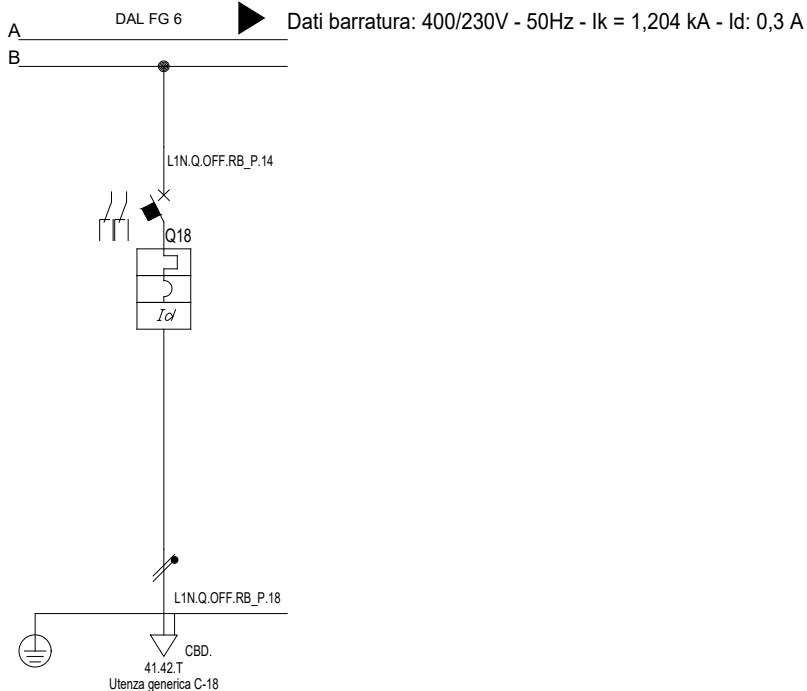 DAL FG 6
Dati barratura: 400/230V - 50Hz - Ik = 1,204 kA - Id: 0,3 A
A
B
L1N.Q.OFF.RB_P.14
Q18
Id
L1N.Q.OFF.RB_P.18
CBD.
41.42.T
Utenza generica C-18